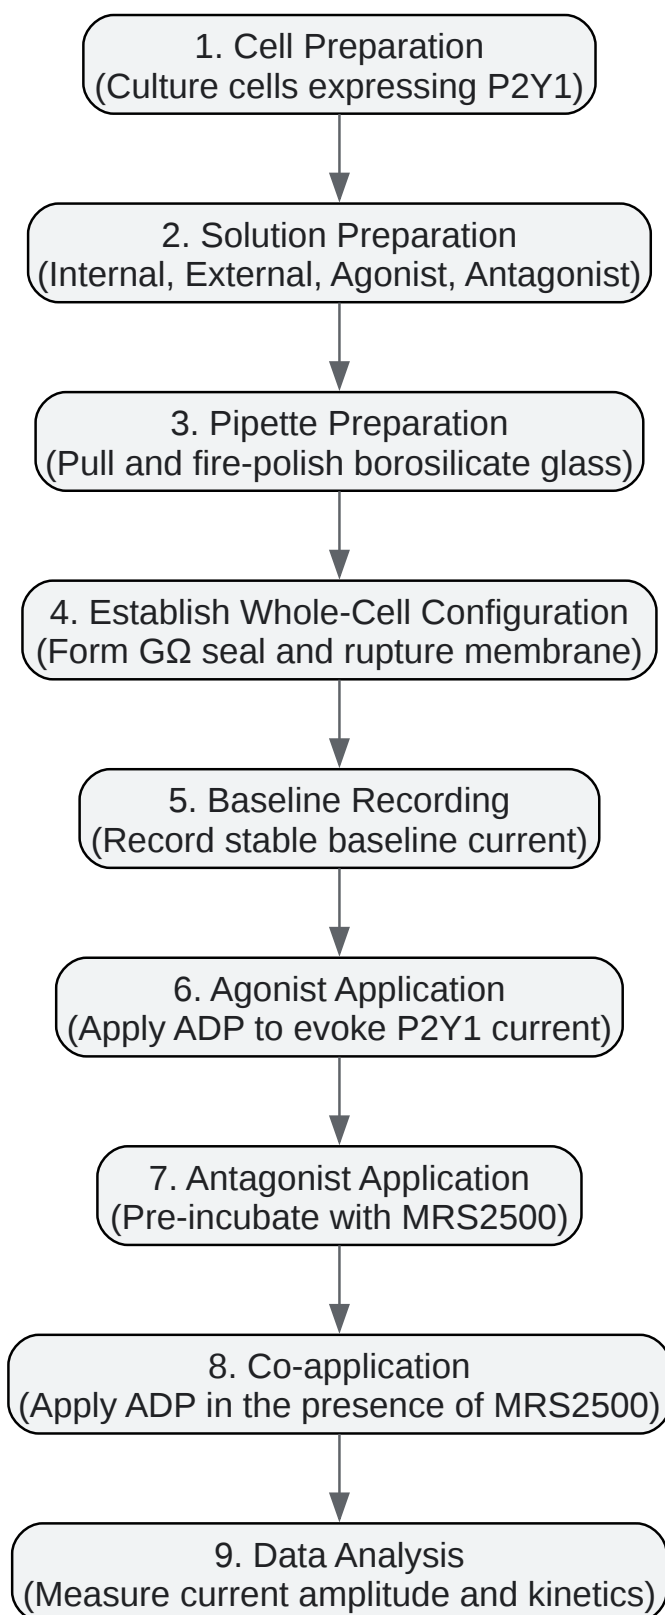 1. Cell Preparation
(Culture cells expressing P2Y1)
2. Solution Preparation
(Internal, External, Agonist, Antagonist)
3. Pipette Preparation
(Pull and fire-polish borosilicate glass)
4. Establish Whole-Cell Configuration
(Form GΩ seal and rupture membrane)
5. Baseline Recording
(Record stable baseline current)
6. Agonist Application
(Apply ADP to evoke P2Y1 current)
7. Antagonist Application
(Pre-incubate with MRS2500)
8. Co-application
(Apply ADP in the presence of MRS2500)
9. Data Analysis
(Measure current amplitude and kinetics)